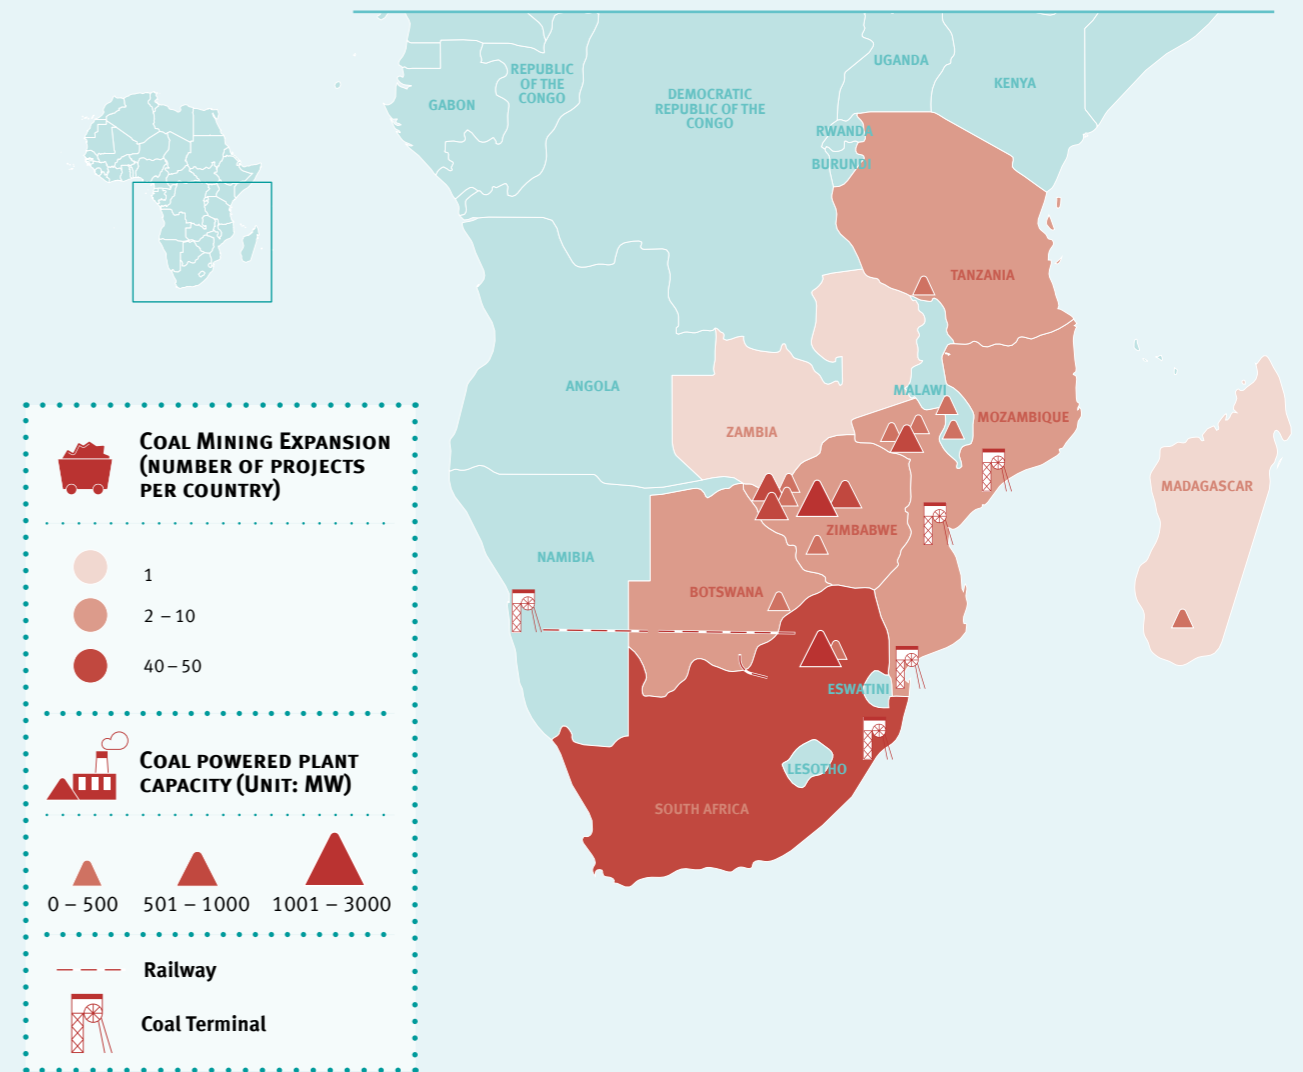 COAL MINING EXPANSION
(NUMBER OF PROJECTS
PER COUNTRY)
1
2 – 10
40 – 50
COAL POWERED PLANT
CAPACITY (UNIT: MW)
0 – 500
501 – 1000
1001 – 3000
Railway
Coal Terminal
GABON
REPUBLIC
OF THE
CONGO
DEMOCRATIC
REPUBLIC OF THE
CONGO
UGANDA
KENYA
RWANDA
BURUNDI
TANZANIA
ANGOLA
ZAMBIA
MALAWI
MOZAMBIQUE
MADAGASCAR
NAMIBIA
BOTSWANA
ZIMBABWE
ESWATINI
LESOTHO
SOUTH AFRICA